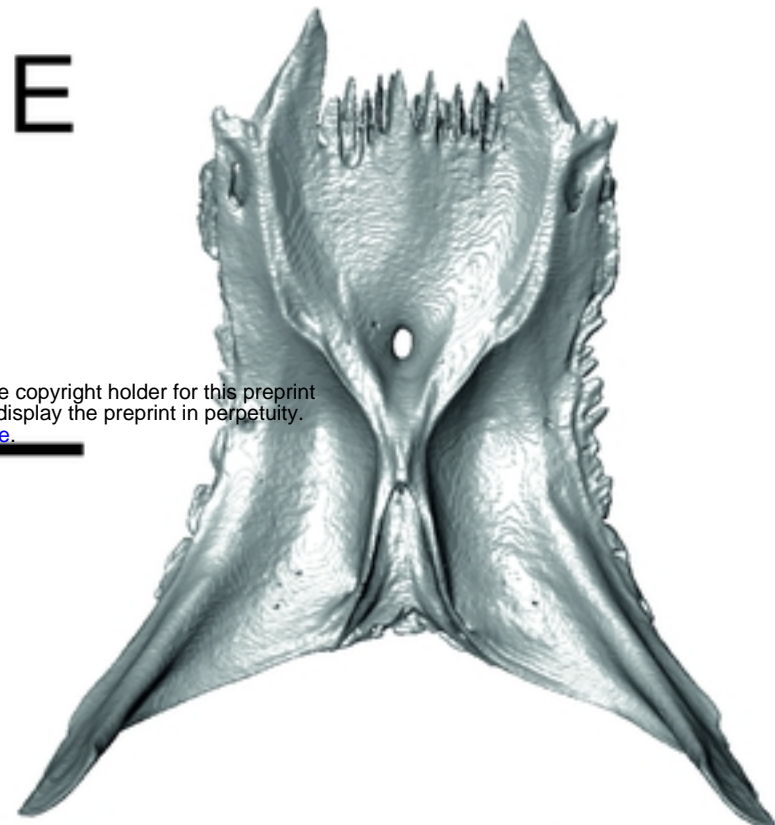 E
e copyright holder for this preprint
display the preprint in perpetuity.
e.